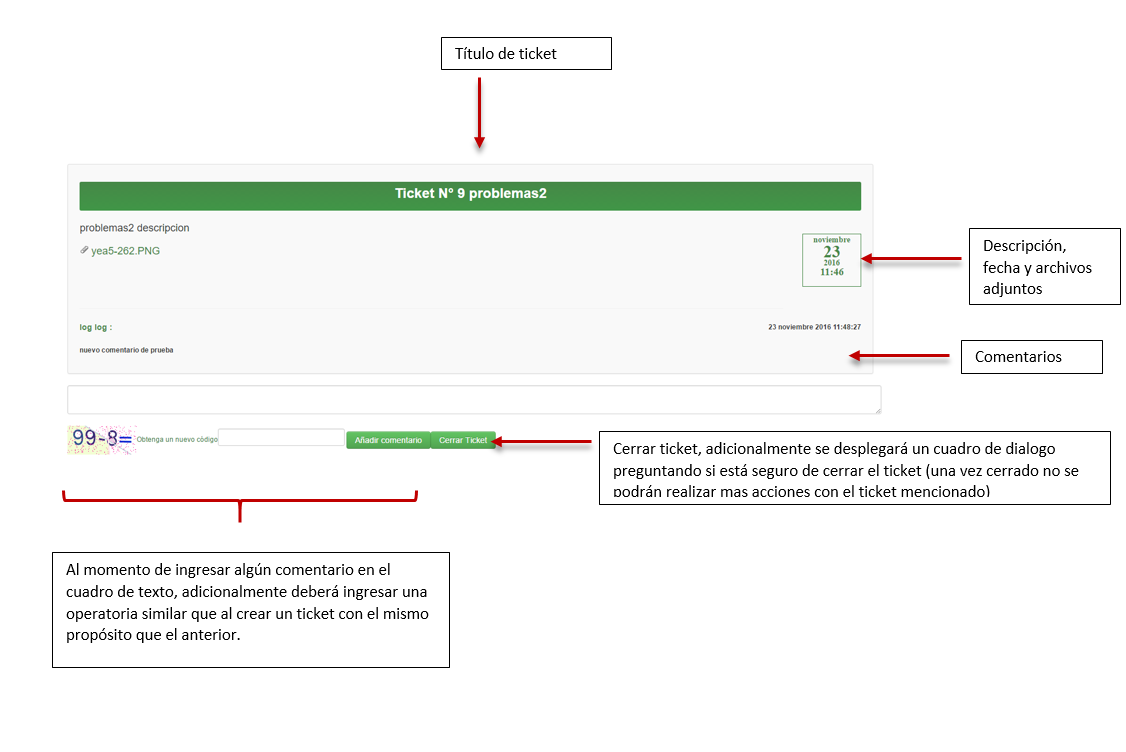 Título de ticket
Ticket N° 9 problemas2
problemas2 descripcion
yea5-262.PNG
noviembre
23
2016
11:46
Descripción,
fecha y archivos
adjuntos
log log :
23 noviembre 2016 11:48:27
nuevo comentario de prueba
Comentarios
99-8=
Obtenga un nuevo código
Añadir comentario
Cerrar Ticket
Cerrar ticket, adicionalmente se desplegará un cuadro de dialogo
preguntando si está seguro de cerrar el ticket (una vez cerrado no se
podrán realizar mas acciones con el ticket mencionado)
Al momento de ingresar algún comentario en el
cuadro de texto, adicionalmente deberá ingresar una
operatoria similar que al crear un ticket con el mismo
propósito que el anterior.